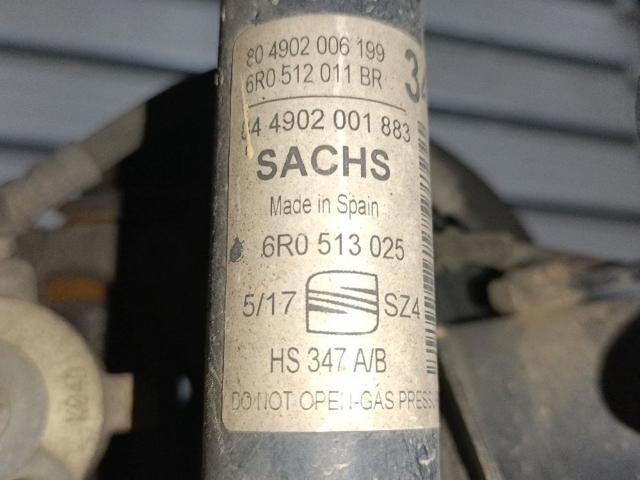 80 4902 006 199
6R0 512 011 BR
34
84 4902 001 883
SACHS
Made in Spain
6R0 513 025
5/17 SZ4
HS 347 A/B
DO NOT OPEN-GAS